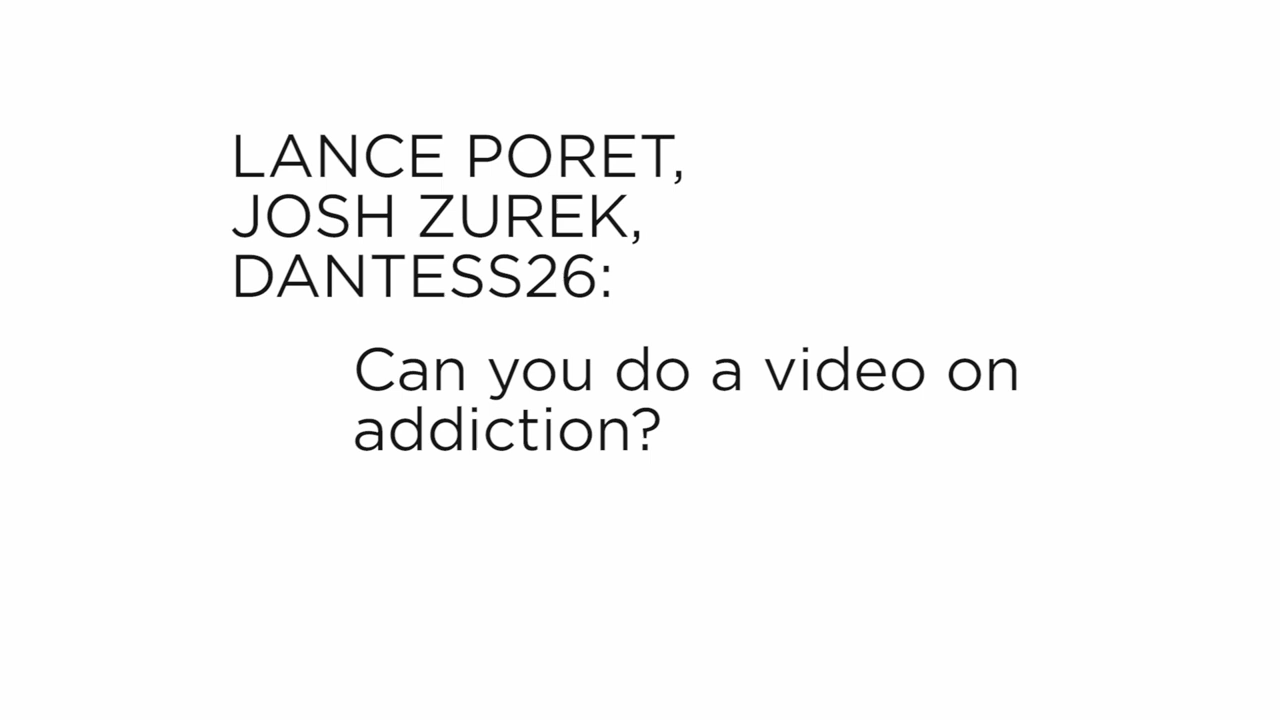 LANCE PORET,
JOSH ZUREK,
DANTESS26:
Can you do a video on
addiction?